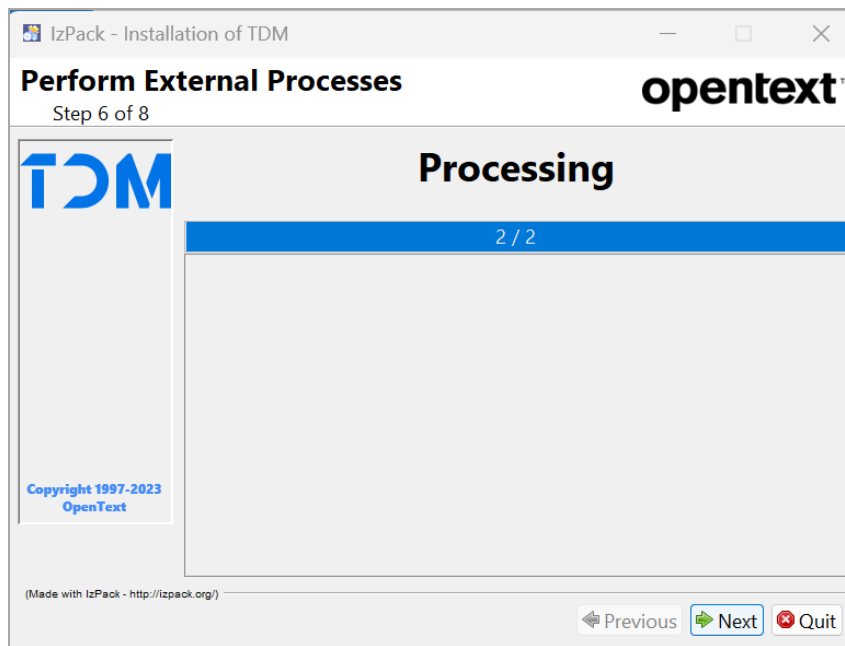 IzPack - Installation of TDM
Perform External Processes
Step 6 of 8
opentext™
TDM
Processing
2 / 2
Copyright 1997-2023
OpenText
(Made with IzPack - http://izpack.org/)
Previous
Next
Quit